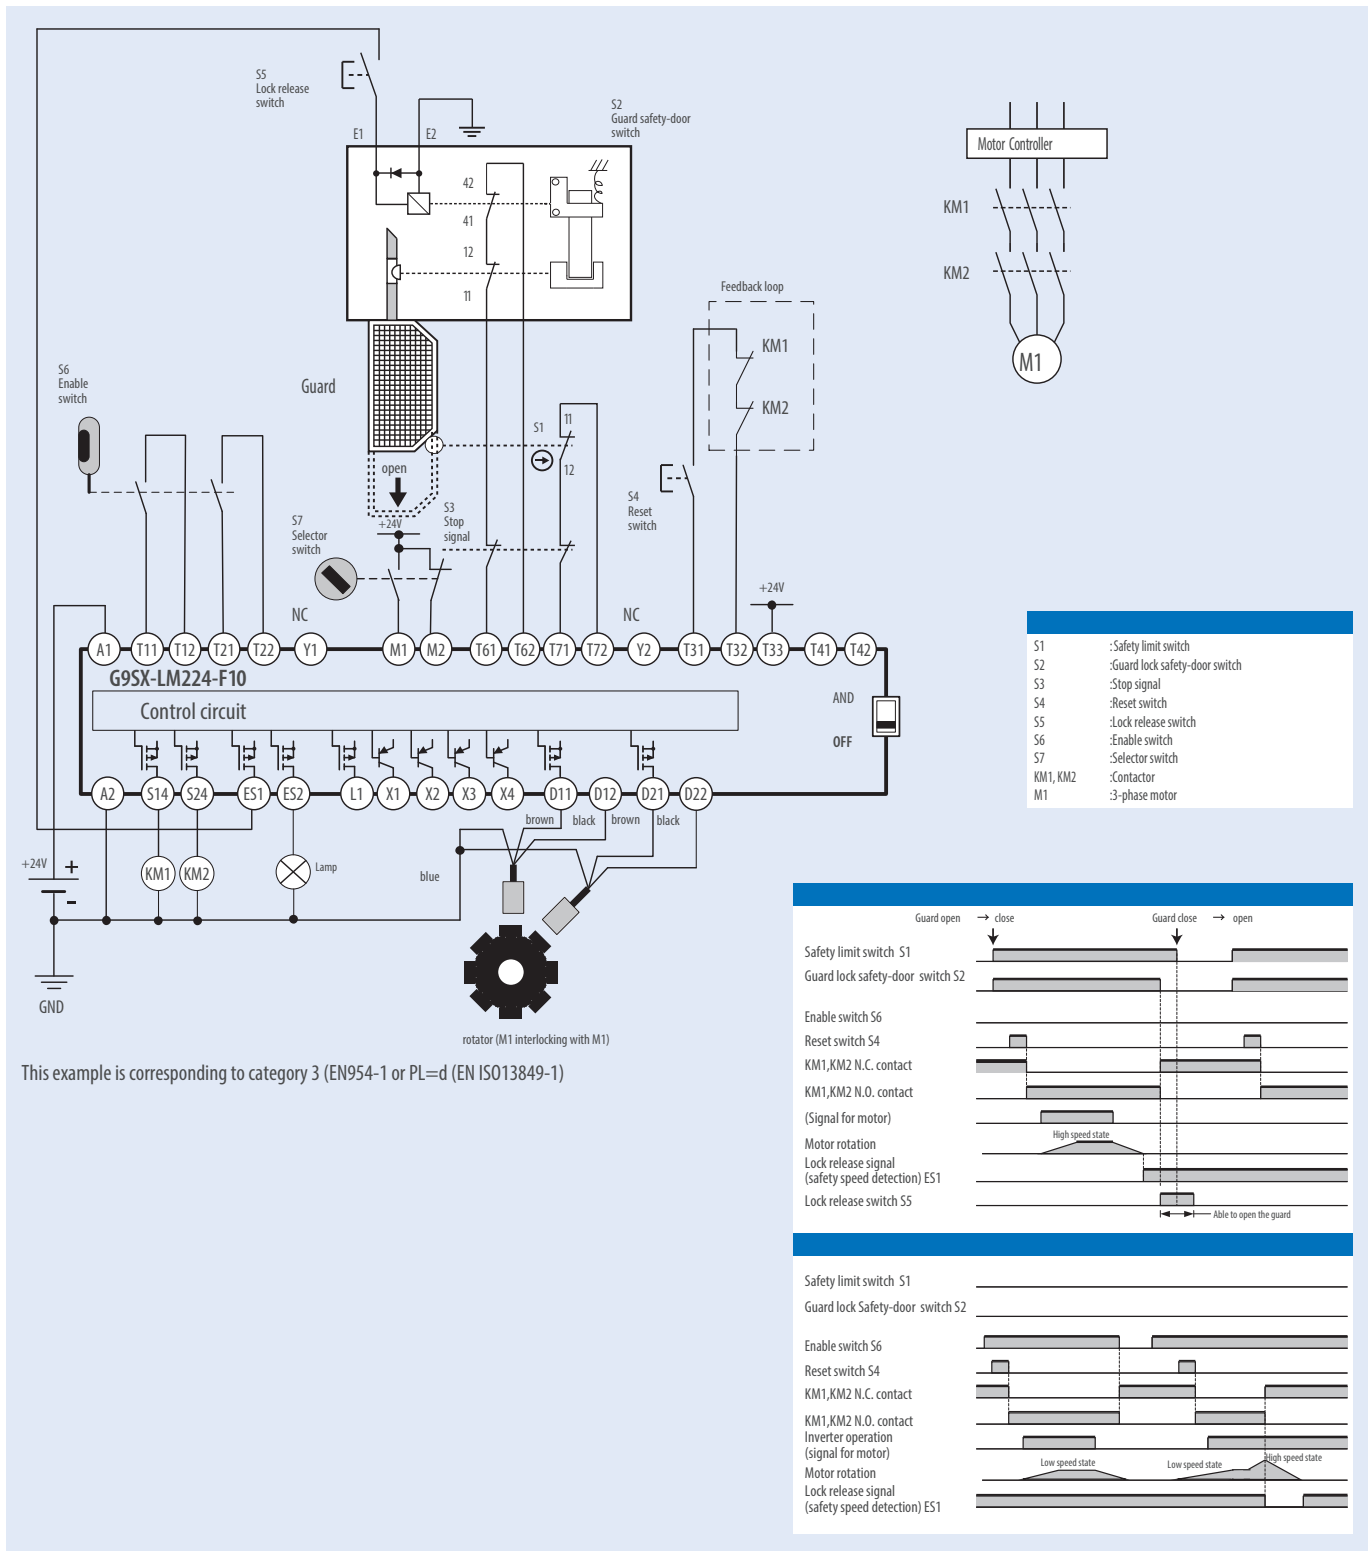 S5
Lock release
switch
E1
E2
S2
Guard safety-door
switch
42
41
12
11
Motor Controller
KM1
KM2
M1
Feedback loop
KM1
KM2
S6
Enable
switch
Guard
open
S1
11
12
S4
Reset
switch
S7
Selector
switch
+24V
S3
Stop
signal
+24V
NC
NC
A1
T11
T12
T21
T22
Y1
M1
M2
T61
T62
T71
T72
Y2
T31
T32
T33
T41
T42
G9SX-LM224-F10
Control circuit
AND
OFF
A2
S14
S24
ES1
ES2
L1
X1
X2
X3
X4
D11
D12
D21
D22
brown
black
brown
black
blue
+24V
+
-
KM1
KM2
Lamp
GND
rotator (M1 interlocking with M1)
This example is corresponding to category 3 (EN954-1 or PL=d (EN ISO13849-1)
S1 : Safety limit switch
S2 :Guard lock safety-door switch
S3 :Stop signal
S4 :Reset switch
S5 :Lock release switch
S6 :Enable switch
S7 :Selector switch
KM1, KM2 :Contactor
M1 :3-phase motor
Guard open → close
Guard close → open
Safety limit switch S1
Guard lock safety-door switch S2
Enable switch S6
Reset switch S4
KM1,KM2 N.C. contact
KM1,KM2 N.O. contact
(Signal for motor)
High speed state
Motor rotation
Lock release signal
(safety speed detection) ES1
Lock release switch S5
Able to open the guard
Safety limit switch S1
Guard lock Safety-door switch S2
Enable switch S6
Reset switch S4
KM1,KM2 N.C. contact
KM1,KM2 N.O. contact
Inverter operation
(signal for motor)
Low speed state
Low speed state
High speed state
Motor rotation
Lock release signal
(safety speed detection) ES1